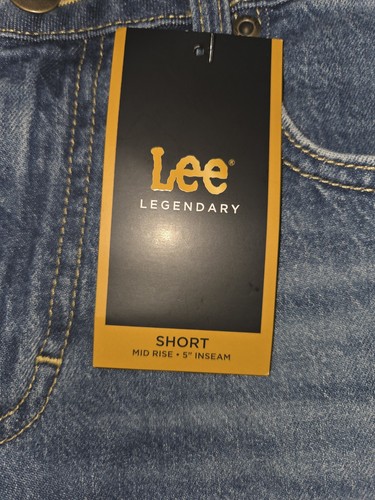 Lee®
LEGENDARY
SHORT
MID RISE • 5" INSEAM